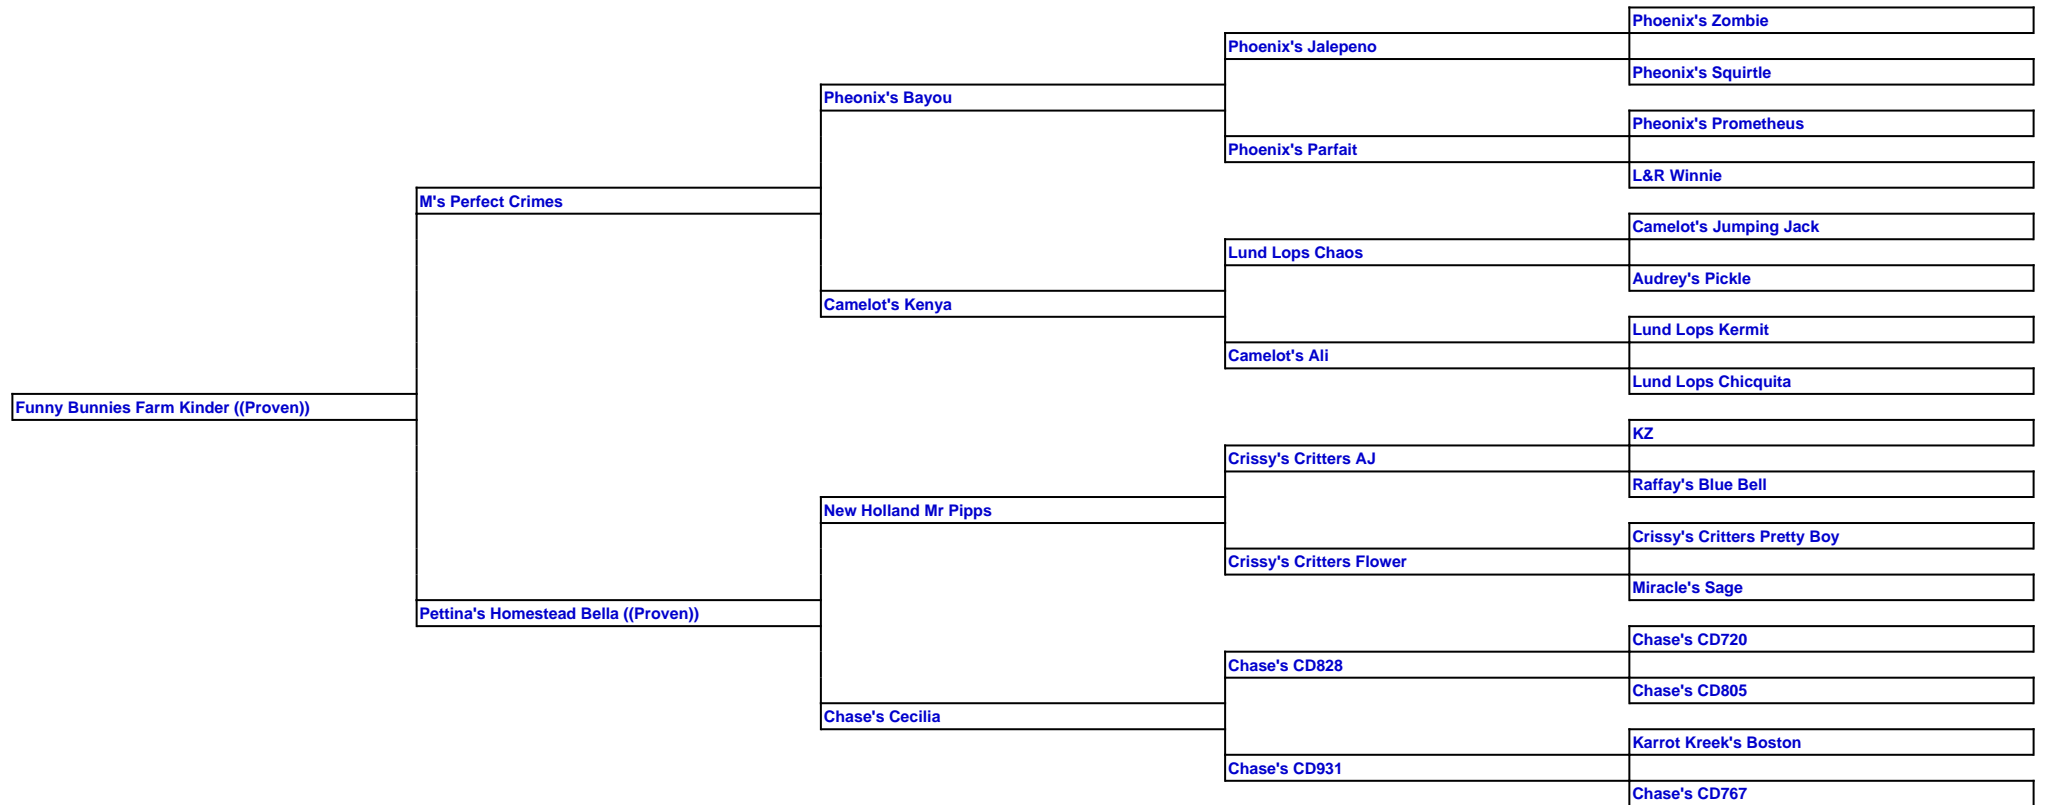 Phoenix's Zombie
Phoenix's Jalepeno
Pheonix's Squirtle
Pheonix's Bayou
Pheonix's Prometheus
Phoenix's Parfait
L&R Winnie
M's Perfect Crimes
Camelot's Jumping Jack
Lund Lops Chaos
Audrey's Pickle
Camelot's Kenya
Lund Lops Kermit
Camelot's Ali
Lund Lops Chicquita
Funny Bunnies Farm Kinder ((Proven))
KZ
Crissy's Critters AJ
Raffay's Blue Bell
New Holland Mr Pipps
Crissy's Critters Pretty Boy
Crissy's Critters Flower
Miracle's Sage
Pettina's Homestead Bella ((Proven))
Chase's CD720
Chase's CD828
Chase's CD805
Chase's Cecilia
Karrot Kreek's Boston
Chase's CD931
Chase's CD767